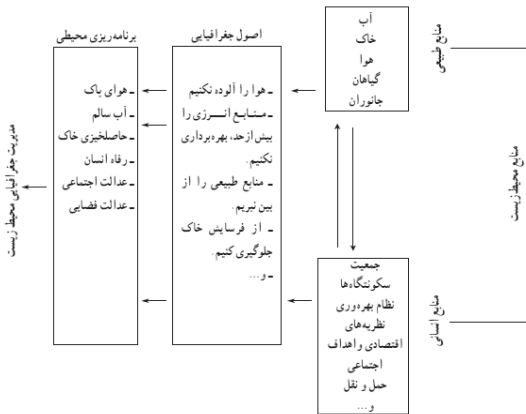 منابع محیط زیست
منابع طبیعی
آب
خاک
هوا
گیاهان
جانوران
منابع انسانی
جمعیت
سکونتگاه‌ها
نظام بهره‌وری
نظریه‌های
اقتصادی و اهداف
اجتماعی
حمل و نقل
و...
اصول جغرافیایی
ـ هوا را آلوده نکنیم
ـ منابع انرژی را
بیش از حد، بهره‌برداری
نکنیم.
ـ منابع طبیعی را از
بین نبریم.
ـ از فرسایش خاک
جلوگیری کنیم.
ـ و...
برنامه‌ریزی محیطی
ـ هوای پاک
ـ آب سالم
ـ حاصلخیزی خاک
ـ رفاه انسان
ـ عدالت اجتماعی
ـ عدالت فضایی
مدیریت جغرافیایی محیط زیست